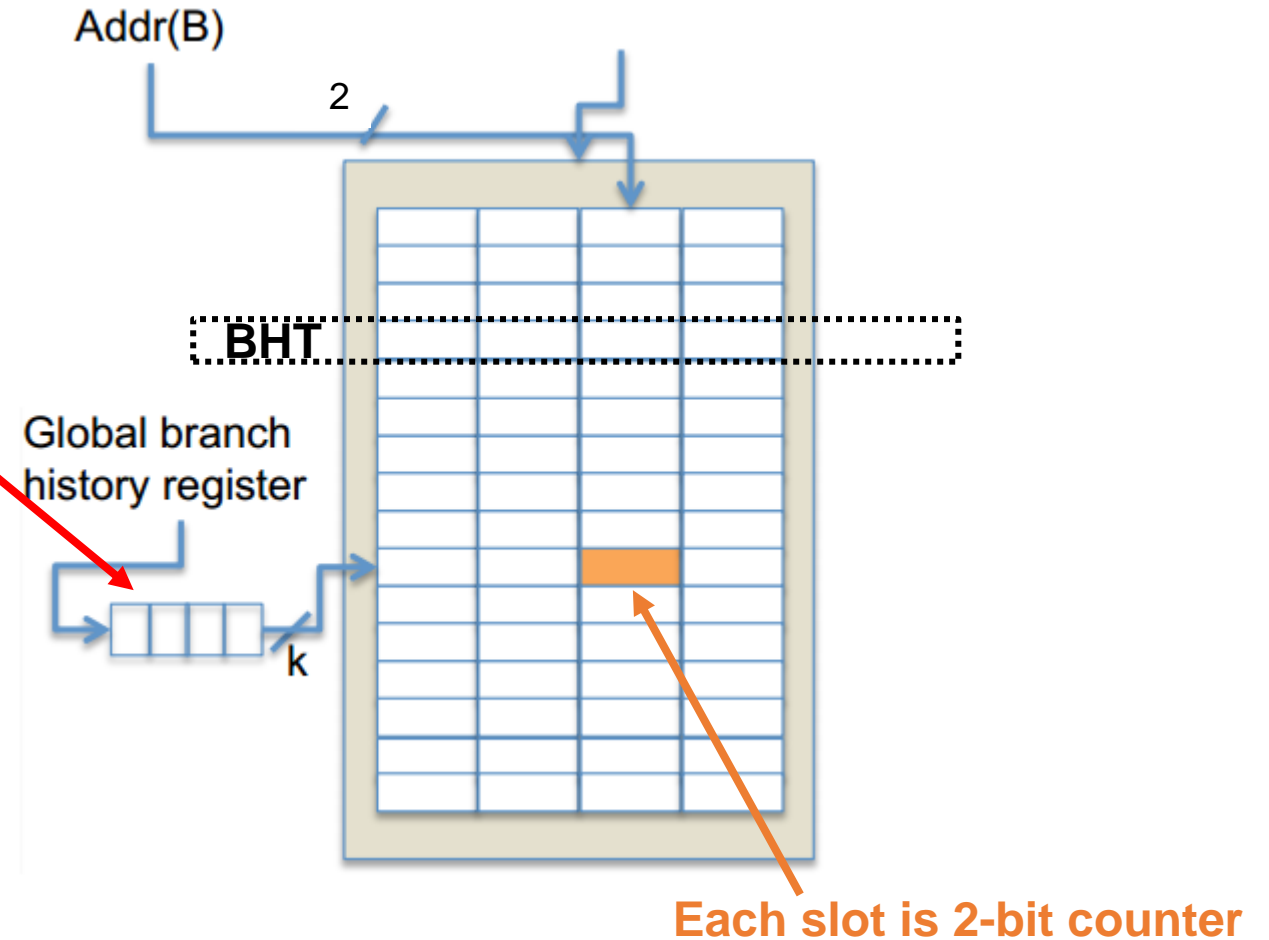 Addr(B)
2
BHT
Global branch
history register
k
Each slot is 2-bit counter